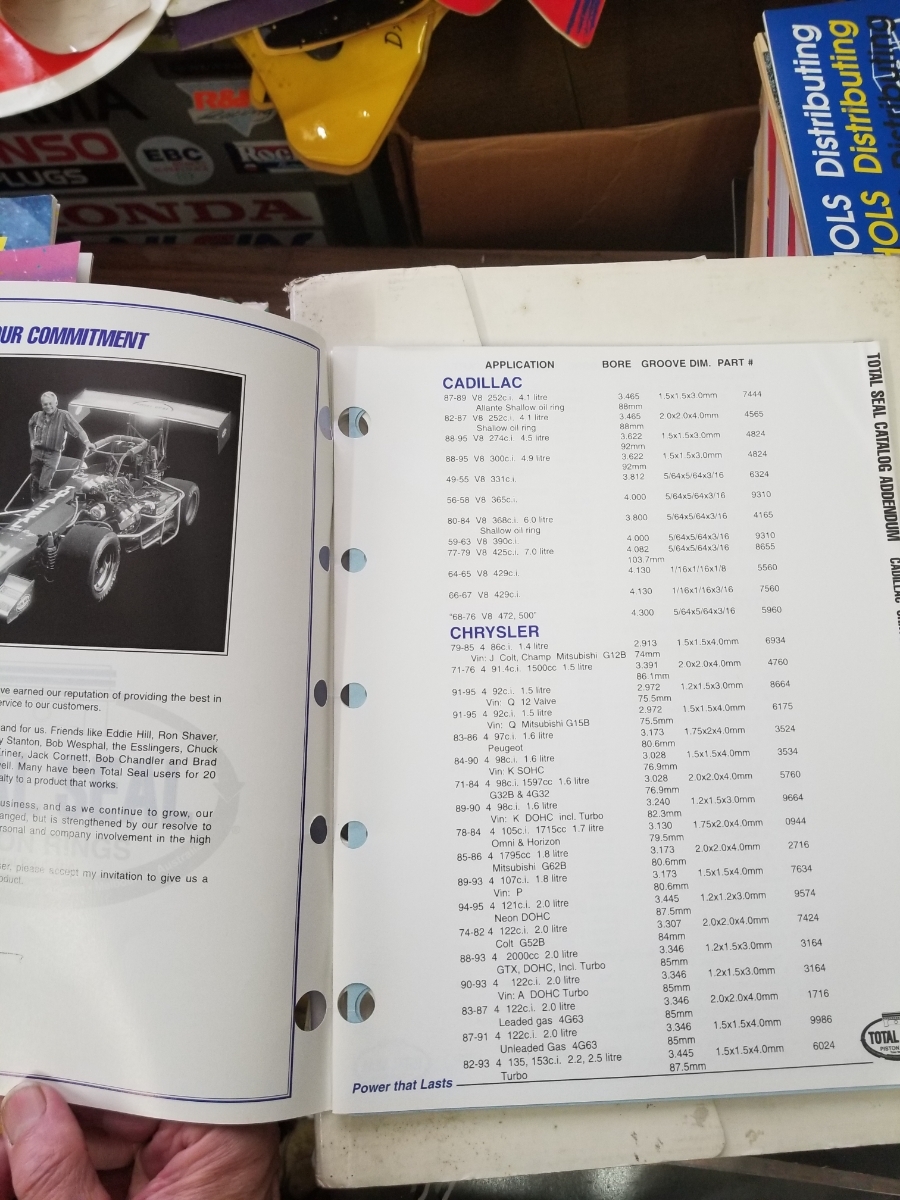 D
R&
AMA
NSO
PLUGS
EBC
ONDA
Distributing
OLS Distributing
HOLS
OUR COMMITMENT
ve earned our reputation of providing the best in
ervice to our customers.
and for us. Friends like Eddie Hill, Ron Shaver,
y Stanton, Bob Wesphal, the Esslingers, Chuck
riner, Jack Cornett, Bob Chandler and Brad
ell. Many have been Total Seal users for 20
alty to a product that works.
usiness, and as we continue to grow, our
anged, but is strengthened by our resolve to
rsonal and company involvement in the high
ser, please accept my invitation to give us a
oduct.
APPLICATION BORE GROOVE DIM. PART #
CADILLAC
87-89 V8 252c.i. 4.1 litre 3.465 1.5x1.5x3.0mm 7444
Allante Shallow oil ring 88mm
82-87 V8 252c.i. 4.1 litre 3.465 2.0x2.0x4.0mm 4565
Shallow oil ring 88mm
88-95 V8 274c.i 4.5 litre 3.622 1.5x1.5x3.0mm 4824
92mm
88-95 V8 300c.i. 4.9 litre 3.622 1.5x1.5x3.0mm 4824
92mm
49-55 V8 331c.i. 3.812 5/64x5/64x3/16 6324
56-58 V8 365c.i. 4.000 5/64x5/64x3/16 9310
80-84 V8 368c.i. 6.0 litre 3.800 5/64x5/64x3/16 4165
Shallow oil ring
59-63 V8 390c.i. 4.000 5/64x5/64x3/16 9310
77-79 V8 425c.i. 7.0 litre 4.082 5/64x5/64x3/16 8655
103.7mm
64-65 V8 429c.i. 4.130 1/16x1/16x1/8 5560
66-67 V8 429c.i. 4.130 1/16x1/16x3/16 7560
"68-76 V8 472, 500" 4.300 5/64x5/64x3/16 5960
CHRYSLER
79-85 4 86c.i. 1.4 litre 2.913 1.5x1.5x4.0mm 6934
Vin: J Colt, Champ Mitsubishi G12B 74mm
71-76 4 91.4c.i. 1500cc 1.5 litre 3.391 2.0x2.0x4.0mm 4760
86.1mm
91-95 4 92c.i. 1.5 litre 2.972 1.2x1.5x3.0mm 8664
Vin: Q 12 Valve 75.5mm
91-95 4 92c.i. 1.5 litre 2.972 1.5x1.5x4.0mm 6175
Vin: Q Mitsubishi G15B 75.5mm
83-86 4 97c.i. 1.6 litre 3.173 1.75x2x4.0mm 3524
Peugeot 80.6mm
84-90 4 98c.i. 1.6 litre 3.028 1.5x1.5x4.0mm 3534
Vin: K SOHC 76.9mm
71-84 4 98c.i. 1597cc 1.6 litre 3.028 2.0x2.0x4.0mm 5760
G32B & 4G32 76.9mm
89-90 4 98c.i. 1.6 litre 3.240 1.2x1.5x3.0mm 9664
Vin: K DOHC incl. Turbo 82.3mm
78-84 4 105c.i. 1715cc 1.7 litre 3.130 1.75x2.0x4.0mm 0944
Omni & Horizon 79.5mm
85-86 4 1795cc 1.8 litre 3.173 2.0x2.0x4.0mm 2716
Mitsubishi G62B 80.6mm
89-93 4 107c.i. 1.8 litre 3.173 1.5x1.5x4.0mm 7634
Vin: P 80.6mm
94-95 4 121c.i. 2.0 litre 3.445 1.2x1.2x3.0mm 9574
Neon DOHC 87.5mm
74-82 4 122c.i. 2.0 litre 3.307 2.0x2.0x4.0mm 7424
Colt G52B 84mm
88-93 4 2000cc 2.0 litre 3.346 1.2x1.5x3.0mm 3164
GTX, DOHC, Incl. Turbo 85mm
90-93 4 122c.i. 2.0 litre 3.346 1.2x1.5x3.0mm 3164
Vin: A DOHC Turbo 85mm
83-87 4 122c.i. 2.0 litre 3.346 2.0x2.0x4.0mm 1716
Leaded gas 4G63 85mm
87-91 4 122c.i. 2.0 litre 3.346 1.5x1.5x4.0mm 9986
Unleaded Gas 4G63 85mm
82-93 4 135, 153c.i. 2.2, 2.5 litre 3.445 1.5x1.5x4.0mm 6024
Turbo 87.5mm
Power that Lasts
TOTAL SEAL CATALOG ADDENDUM CADILLAC
TOTAL
PISTON